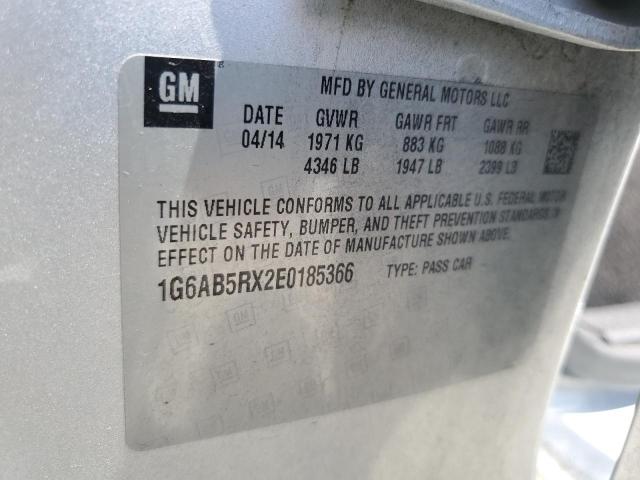 GM
MFD BY GENERAL MOTORS LLC
DATE GVWR GAWR FRT GAWR RR
04/14 1971 KG 883 KG 1088 KG
4346 LB 1947 LB 2399 LB
THIS VEHICLE CONFORMS TO ALL APPLICABLE U.S. FEDERAL MOTOR
VEHICLE SAFETY, BUMPER, AND THEFT PREVENTION STANDARDS IN
EFFECT ON THE DATE OF MANUFACTURE SHOWN ABOVE.
1G6AB5RX2E0185366 TYPE: PASS CAR